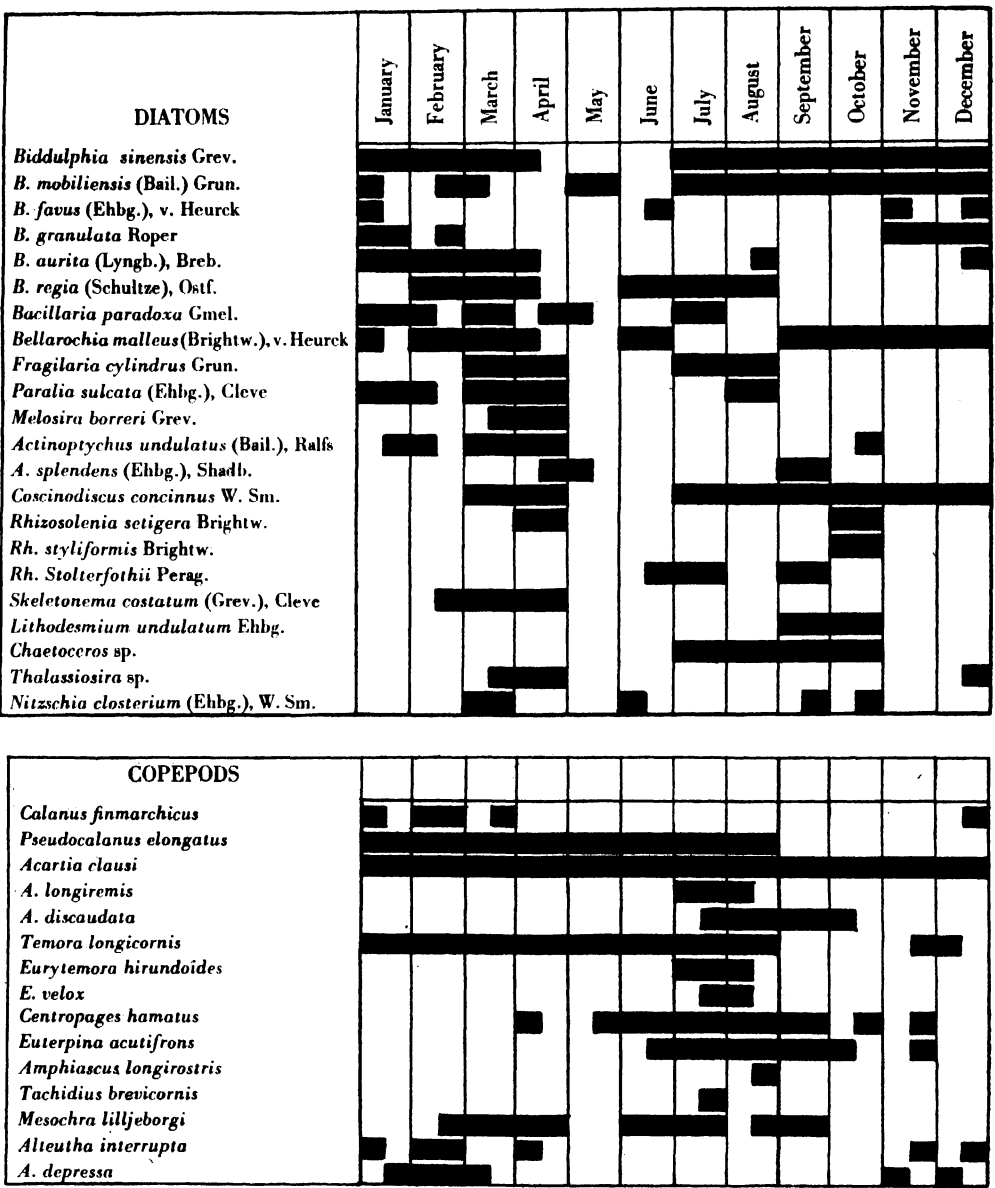 DIATOMS
January
February
March
April
May
June
July
August
September
October
November
December
Biddulphia sinensis Grev.
B. mobiliensis (Bail.) Grun.
B. favus (Ehbg.), v. Heurck
B. granulata Roper
B. aurita (Lyngb.), Breb.
B. regia (Schultze), Ostf.
Bacillaria paradoxa Gmel.
Bellarochia malleus (Brightw.), v. Heurck
Fragilaria cylindrus Grun.
Paralia sulcata (Ehbg.), Cleve
Melosira borreri Grev.
Actinoptychus undulatus (Bail.), Ralfs
A. splendens (Ehbg.), Shadb.
Coscinodiscus concinnus W. Sm.
Rhizosolenia setigera Brightw.
Rh. styliformis Brightw.
Rh. Stolterfothii Perag.
Skeletonema costatum (Grev.), Cleve
Lithodesmium undulatum Ehbg.
Chaetoceros sp.
Thalassiosira sp.
Nitzschia closterium (Ehbg.), W. Sm.
COPEPODS
Calanus finmarchicus
Pseudocalanus elongatus
Acartia clausi
A. longiremis
A. discaudata
Temora longicornis
Eurytemora hirundoïdes
E. velox
Centropages hamatus
Euterpina acutifrons
Amphiascus longirostris
Tachidius brevicornis
Mesochra lilljeborgi
Alteutha interrupta
A. depressa